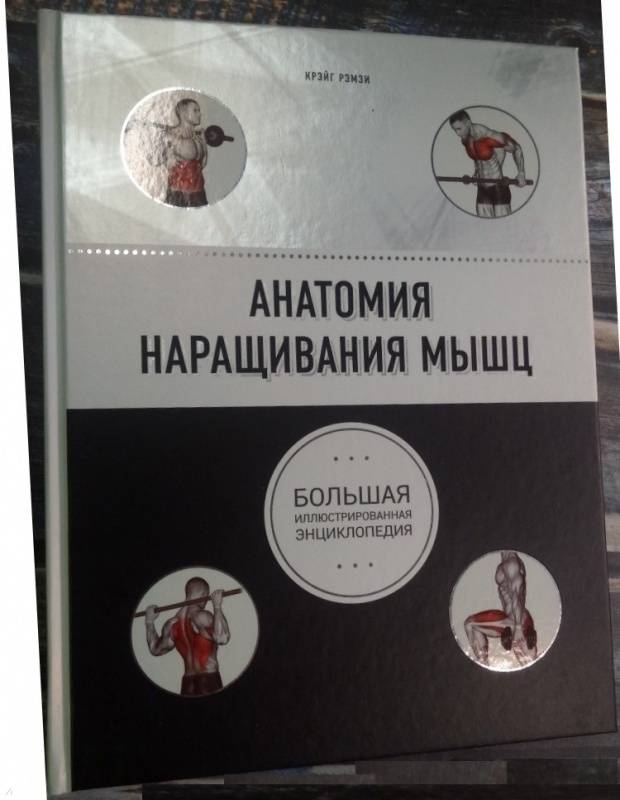 КРЭЙГ РЭМЗИ
АНАТОМИЯ
НАРАЩИВАНИЯ МЫШЦ
БОЛЬШАЯ
ИЛЛЮСТРИРОВАННАЯ
ЭНЦИКЛОПЕДИЯ